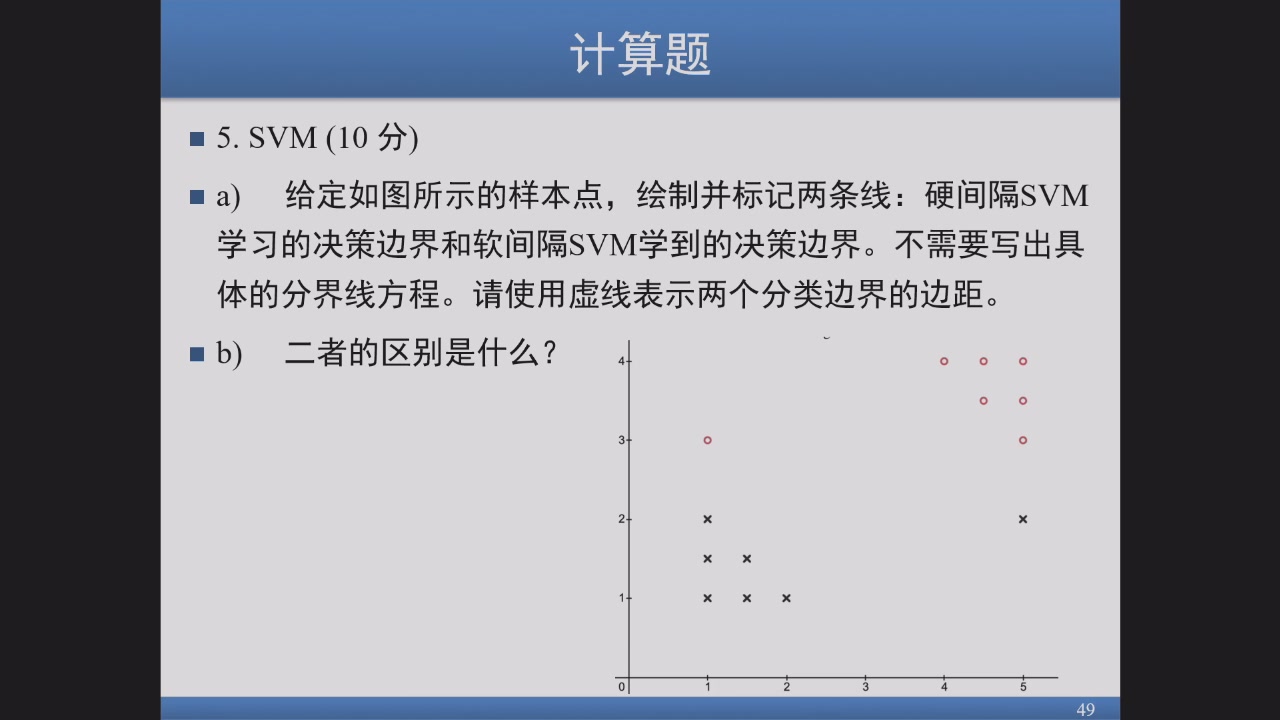 计算题
5. SVM (10 分)
a) 给定如图所示的样本点，绘制并标记两条线：硬间隔SVM
学习的决策边界和软间隔SVM学到的决策边界。不需要写出具
体的分界线方程。请使用虚线表示两个分类边界的边距。
b) 二者的区别是什么？
4
3
2
1
0 1 2 3 4 5
49